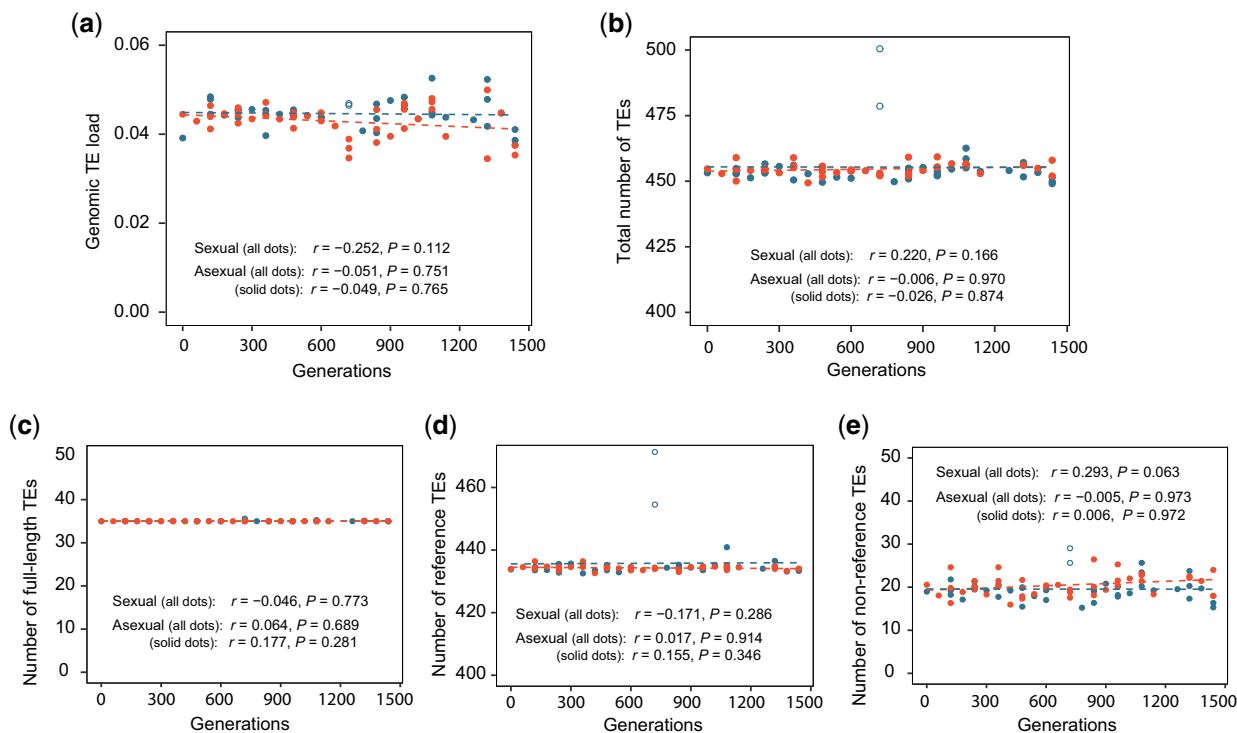 (a)
Genomic TE load
0.06
0.04
0.02
0.00
Sexual (all dots): r = −0.252, P = 0.112
Asexual (all dots): r = −0.051, P = 0.751
(solid dots): r = −0.049, P = 0.765
0 300 600 900 1200 1500
Generations
(b)
Total number of TEs
500
475
450
425
400
Sexual (all dots): r = 0.220, P = 0.166
Asexual (all dots): r = −0.006, P = 0.970
(solid dots): r = −0.026, P = 0.874
0 300 600 900 1200 1500
Generations
(c)
Number of full-length TEs
50
40
30
20
10
0
Sexual (all dots): r = −0.046, P = 0.773
Asexual (all dots): r = 0.064, P = 0.689
(solid dots): r = 0.177, P = 0.281
0 300 600 900 1200 1500
Generations
(d)
Number of reference TEs
460
440
420
400
Sexual (all dots): r = −0.171, P = 0.286
Asexual (all dots): r = 0.017, P = 0.914
(solid dots): r = 0.155, P = 0.346
0 300 600 900 1200 1500
Generations
(e)
Number of non-reference TEs
50
40
30
20
10
0
Sexual (all dots): r = 0.293, P = 0.063
Asexual (all dots): r = −0.005, P = 0.973
(solid dots): r = 0.006, P = 0.972
0 300 600 900 1200 1500
Generations